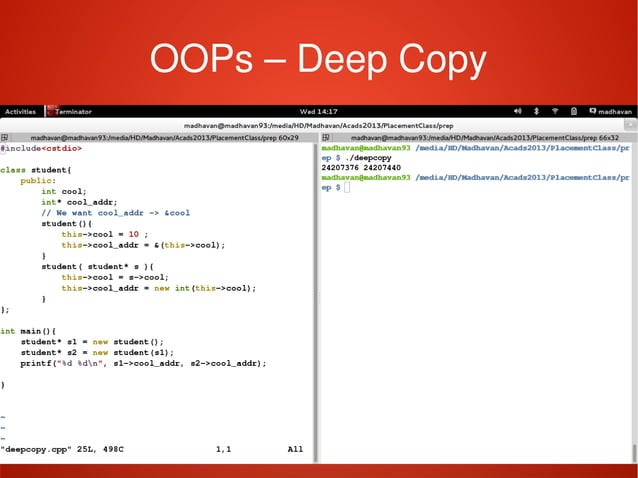 OOPs – Deep Copy
Activities Terminator Wed 14:17 madhavan
madhavan@madhavan93:/media/HD/Madhavan/Acads2013/PlacementClass/prep
madhavan@madhavan93:/media/HD/Madhavan/Acads2013/PlacementClass/prep 60x29
#include<cstdio>
class student{
public:
int cool;
int* cool_addr;
// We want cool_addr -> &cool
student(){
this->cool = 10 ;
this->cool_addr = &(this->cool);
}
student( student* s ){
this->cool = s->cool;
this->cool_addr = new int(this->cool);
}
};
int main(){
student* s1 = new student();
student* s2 = new student(s1);
printf("%d %d\n", s1->cool_addr, s2->cool_addr);
}
~
~
~
"deepcopy.cpp" 25L, 498C 1,1 All
madhavan@madhavan93:/media/HD/Madhavan/Acads2013/PlacementClass/prep 66x32
madhavan@madhavan93 /media/HD/Madhavan/Acads2013/PlacementClass/pr
ep $ ./deepcopy
24207376 24207440
madhavan@madhavan93 /media/HD/Madhavan/Acads2013/PlacementClass/pr
ep $